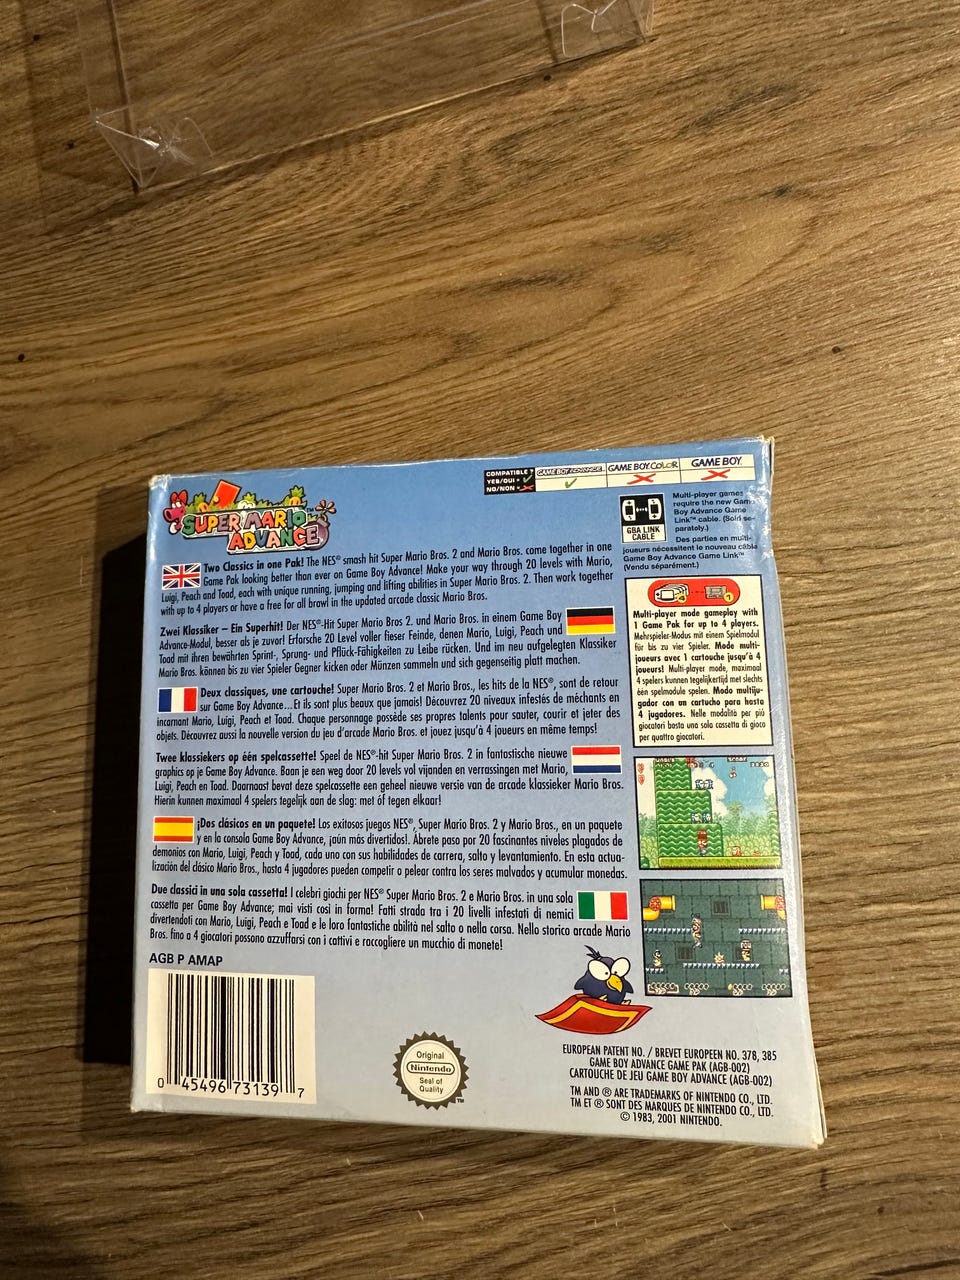 SUPER MARIO
ADVANCE
COMPATIBLE ?
YES/OUI =
NO/NON =
GAME BOY ADVANCE
GAME BOY COLOR
GAME BOY
Two Classics in one Pak! The NES® smash hit Super Mario Bros. 2 and Mario Bros. come together in one
Game Pak looking better than ever on Game Boy Advance! Make your way through 20 levels with Mario,
Luigi, Peach and Toad, each with unique running, jumping and lifting abilities in Super Mario Bros. 2. Then work together
with up to 4 players or have a free for all brawl in the updated arcade classic Mario Bros.
Zwei Klassiker – Ein Superhit! Der NES®-Hit Super Mario Bros 2. und Mario Bros. in einem Game Boy
Advance-Modul, besser als je zuvor! Erforsche 20 Level voller fieser Feinde, denen Mario, Luigi, Peach und
Toad mit ihren bewährten Sprint-, Sprung- und Pflück-Fähigkeiten zu Leibe rücken. Und im neu aufgelegten Klassiker
Mario Bros. können bis zu vier Spieler Gegner kicken oder Münzen sammeln und sich gegenseitig platt machen.
Deux classiques, une cartouche! Super Mario Bros. 2 et Mario Bros., les hits de la NES®, sont de retour
sur Game Boy Advance...Et ils sont plus beaux que jamais! Découvrez 20 niveaux infestés de méchants en
incarnant Mario, Luigi, Peach et Toad. Chaque personnage possède ses propres talents pour sauter, courir et jeter des
objets. Découvrez aussi la nouvelle version du jeu d'arcade Mario Bros. et jouez jusqu'à 4 joueurs en même temps!
Twee klassiekers op één spelcassette! Speel de NES®-hit Super Mario Bros. 2 in fantastische nieuwe
graphics op je Game Boy Advance. Baan je een weg door 20 levels vol vijanden en verrassingen met Mario,
Luigi, Peach en Toad. Daarnaast bevat deze spelcassette een geheel nieuwe versie van de arcade klassieker Mario Bros.
Hierin kunnen maximaal 4 spelers tegelijk aan de slag: met óf tegen elkaar!
¡Dos clásicos en un paquete! Los exitosos juegos NES®, Super Mario Bros. 2 y Mario Bros., en un paquete
y en la consola Game Boy Advance, ¡aún más divertidos!. Ábrete paso por 20 fascinantes niveles plagados de
demonios con Mario, Luigi, Peach y Toad, cada uno con sus habilidades de carrera, salto y levantamiento. En esta actua-
lización del clásico Mario Bros., hasta 4 jugadores pueden competir o pelear contra los seres malvados y acumular monedas.
Due classici in una sola cassetta! I celebri giochi per NES® Super Mario Bros. 2 e Mario Bros. in una sola
cassetta per Game Boy Advance; mai visti così in forma! Fatti strada tra i 20 livelli infestati di nemici
divertendoti con Mario, Luigi, Peach e Toad e le loro fantastiche abilità nel salto o nella corsa. Nello storico arcade Mario
Bros. fino a 4 giocatori possono azzuffarsi con i cattivi e raccogliere un mucchio di monete!
AGB P AMAP
0 45496 73139 7
Original
Nintendo
Seal of
Quality
TM
GBA LINK
CABLE
Multi-player games
require the new Game
Boy Advance Game
Link™ cable. (Sold se-
parately.)
Des parties en multi-
joueurs nécessitent le nouveau câble
Game Boy Advance Game Link™
(Vendu séparément.)
4
1
Multi-player mode gameplay with
1 Game Pak for up to 4 players.
Mehrspieler-Modus mit einem Spielmodul
für bis zu vier Spieler. Mode multi-
joueurs avec 1 cartouche jusqu'à 4
joueurs! Multi-player mode, maximaal
4 spelers kunnen tegelijkertijd met slechts
één spelmodule spelen. Modo multiju-
gador con un cartucho para hasta
4 jugadores. Nelle modalità per più
giocatori basta una sola cassetta di gioco
per quattro giocatori.
EUROPEAN PATENT NO. / BREVET EUROPEEN NO. 378, 385
GAME BOY ADVANCE GAME PAK (AGB-002)
CARTOUCHE DE JEU GAME BOY ADVANCE (AGB-002)
TM AND ® ARE TRADEMARKS OF NINTENDO CO., LTD.
TM ET ® SONT DES MARQUES DE NINTENDO CO., LTD.
© 1983, 2001 NINTENDO.